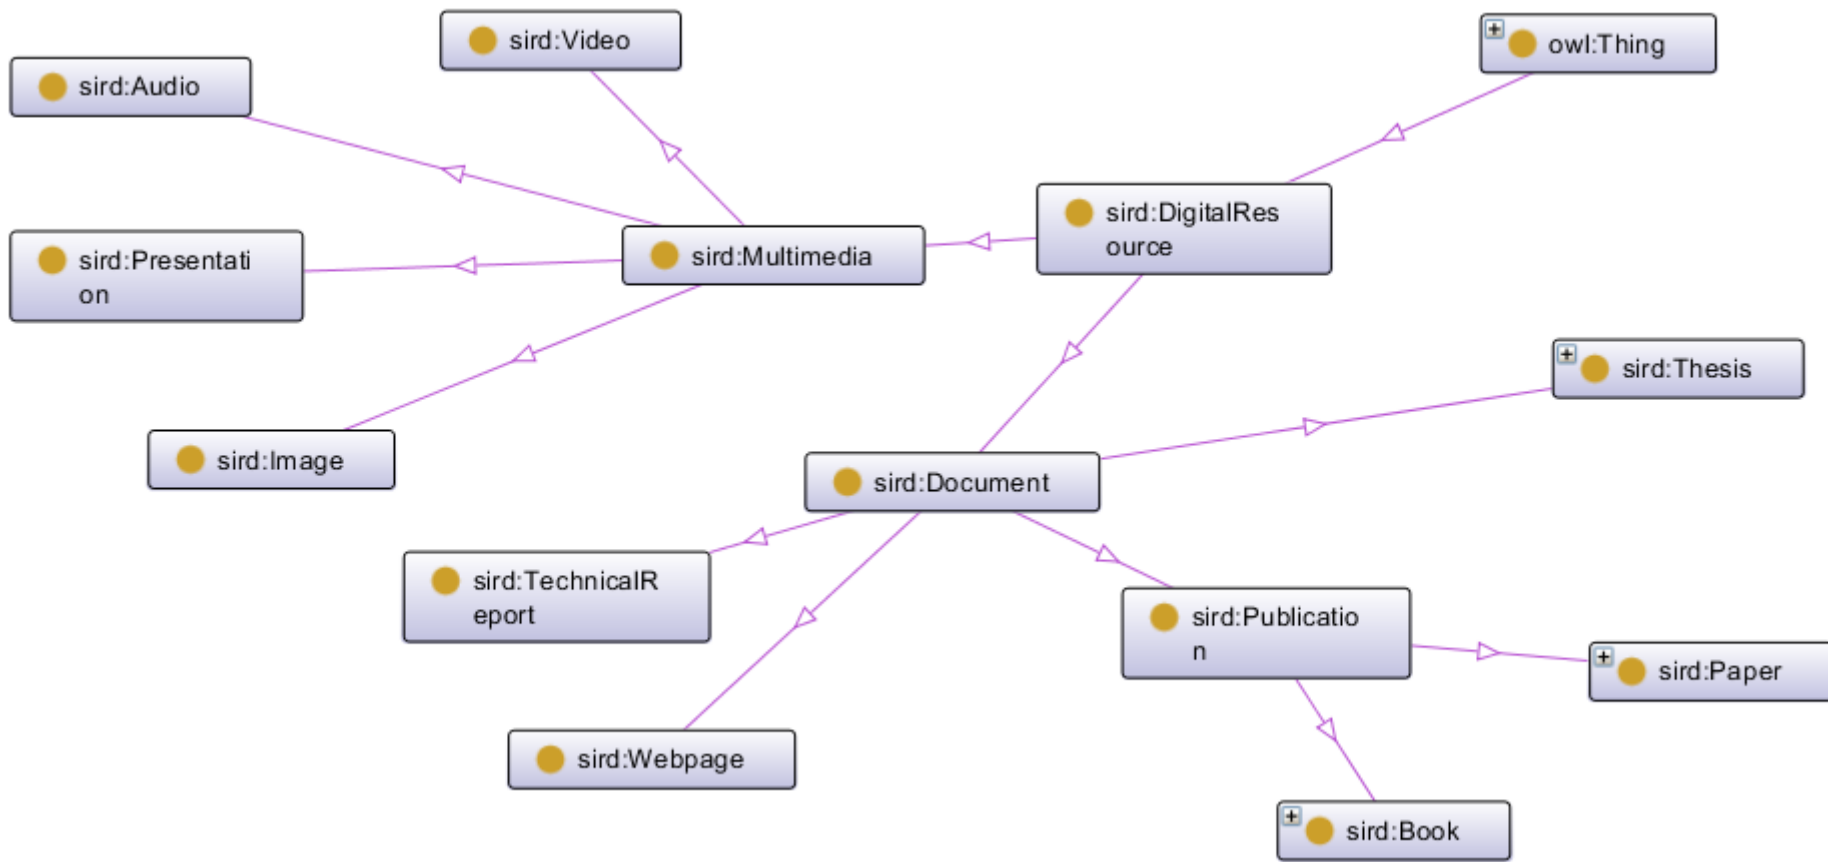 sird:Video
owl:Thing
sird:Audio
sird:DigitalRes
ource
sird:Presentati
on
sird:Multimedia
sird:Thesis
sird:Image
sird:Document
sird:TechnicalR
eport
sird:Publicatio
n
sird:Paper
sird:Webpage
sird:Book